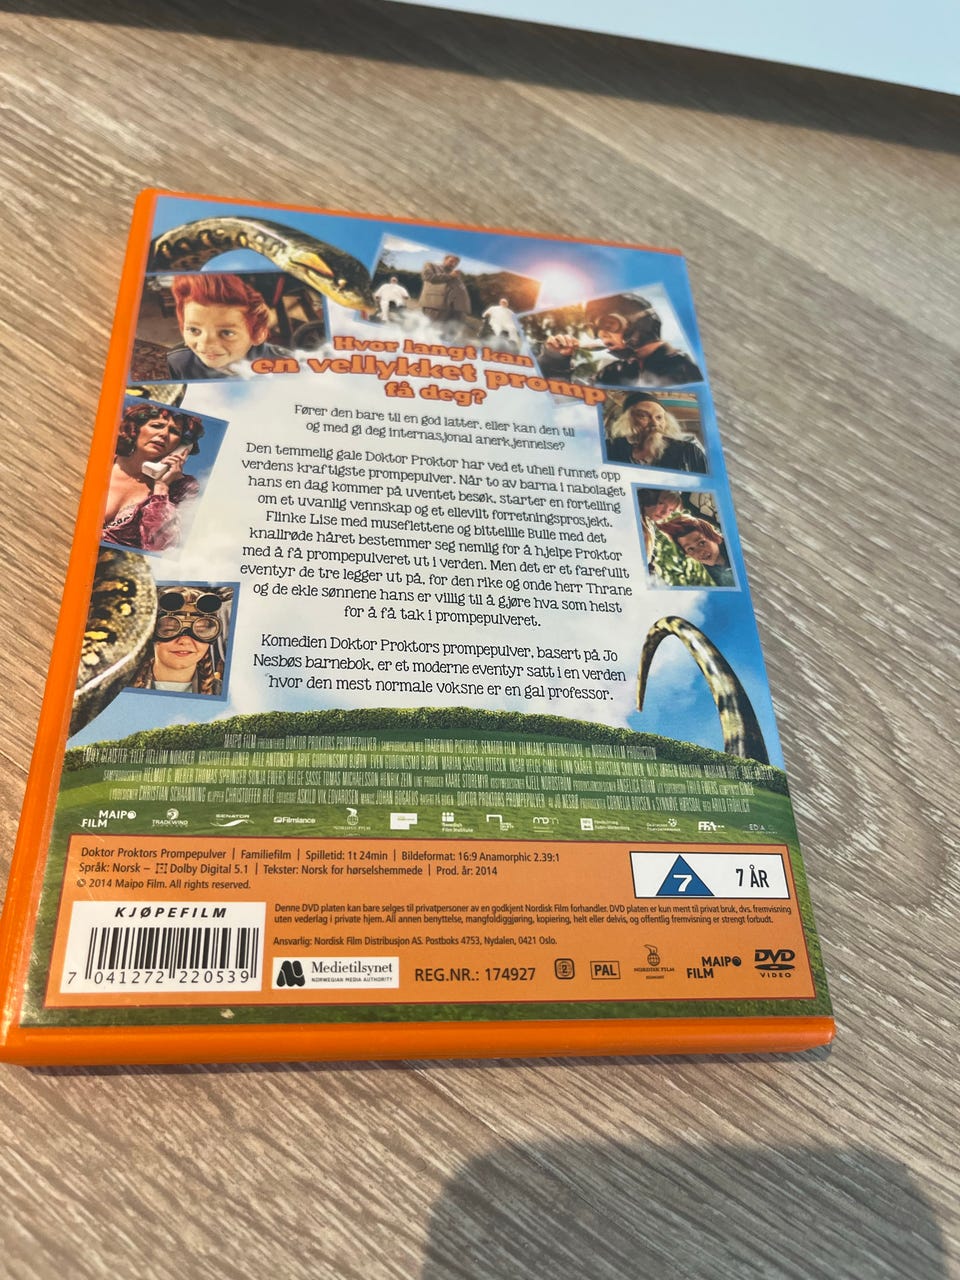 Hvor langt kan
en vellykket promp
få deg?
Fører den bare til en god latter, eller kan den til
og med gi deg internasjonal anerkjennelse?
Den temmelig gale Doktor Proktor har ved et uhell funnet opp
verdens kraftigste prompepulver. Når to av barna i nabolaget
hans en dag kommer på uventet besøk, starter en fortelling
om et uvanlig vennskap og et ellevilt forretningsprosjekt.
Flinke Lise med museflettene og bittelille Bulle med det
knallrøde håret bestemmer seg nemlig for å hjelpe Proktor
med å få prompepulveret ut i verden. Men det er et farefullt
eventyr de tre legger ut på, for den rike og onde herr Thrane
og de ekle sønnene hans er villig til å gjøre hva som helst
for å få tak i prompepulveret.
Komedien Doktor Proktors prompepulver, basert på Jo
Nesbøs barnebok, er et moderne eventyr satt i en verden
hvor den mest normale voksne er en gal professor.
MAIPO FILM DOKTOR PROKTORS PROMPEPULVER
MAIPO FILM TRADEWIND SENATOR Filmlance
Doktor Proktors Prompepulver | Familiefilm | Spilletid: 1t 24min | Bildeformat: 16:9 Anamorphic 2.39:1
Språk: Norsk – Dolby Digital 5.1 | Tekster: Norsk for hørselshemmede | Prod. år: 2014
© 2014 Maipo Film. All rights reserved.
7 7 ÅR
KJØPEFILM
7 041272 220539
Denne DVD platen kan bare selges til privatpersoner av en godkjent Nordisk Film forhandler. DVD platen er kun ment til privat bruk, dvs. fremvisning
uten vederlag i private hjem. All annen benyttelse, mangfoldiggjøring, kopiering, helt eller delvis, og offentlig fremvisning er strengt forbudt.
Ansvarlig: Nordisk Film Distribusjon AS. Postboks 4753, Nydalen, 0421 Oslo.
Medietilsynet
NORWEGIAN MEDIA AUTHORITY
REG.NR.: 174927 2 PAL NORDISK FILM MAIPO FILM DVD VIDEO